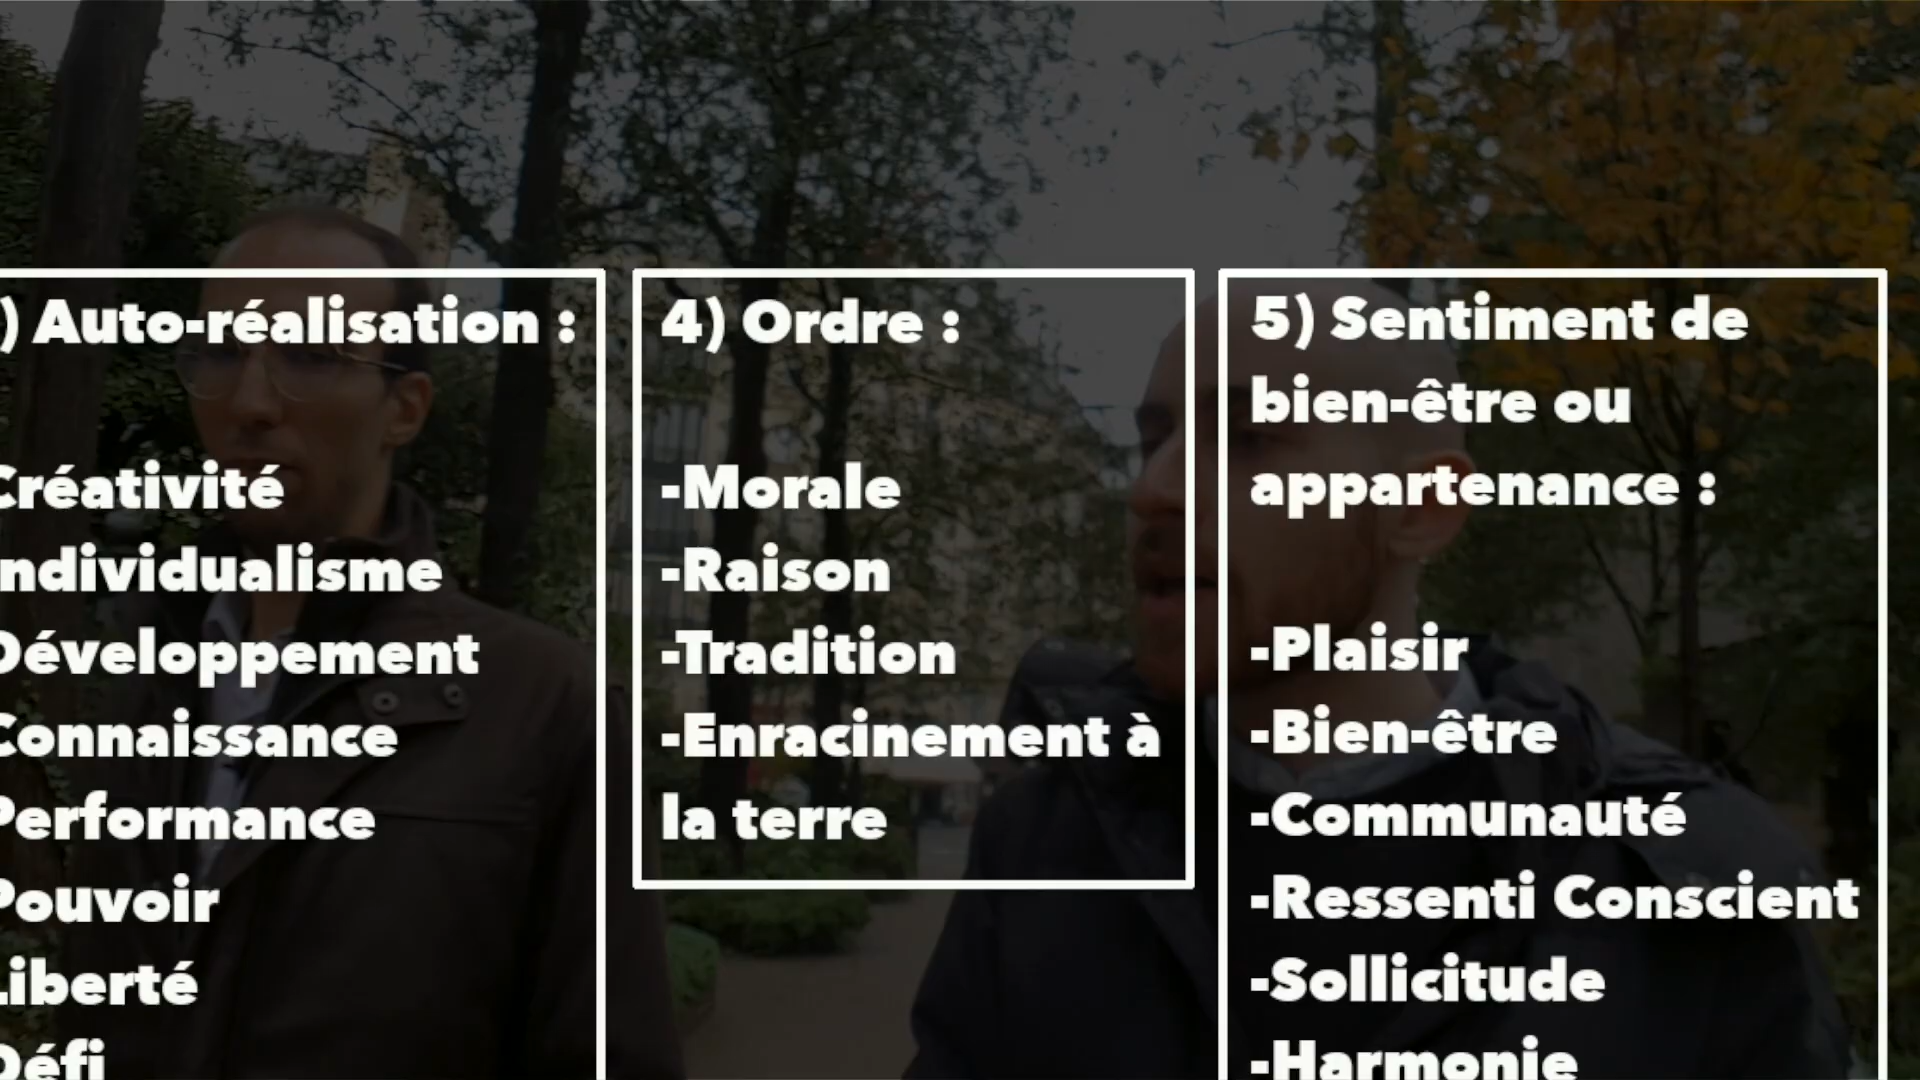 ) Auto-réalisation :
Créativité
ndividualisme
Développement
Connaissance
Performance
Pouvoir
Liberté
Défi
4) Ordre :
-Morale
-Raison
-Tradition
-Enracinement à
la terre
5) Sentiment de
bien-être ou
appartenance :
-Plaisir
-Bien-être
-Communauté
-Ressenti Conscient
-Sollicitude
-Harmonie